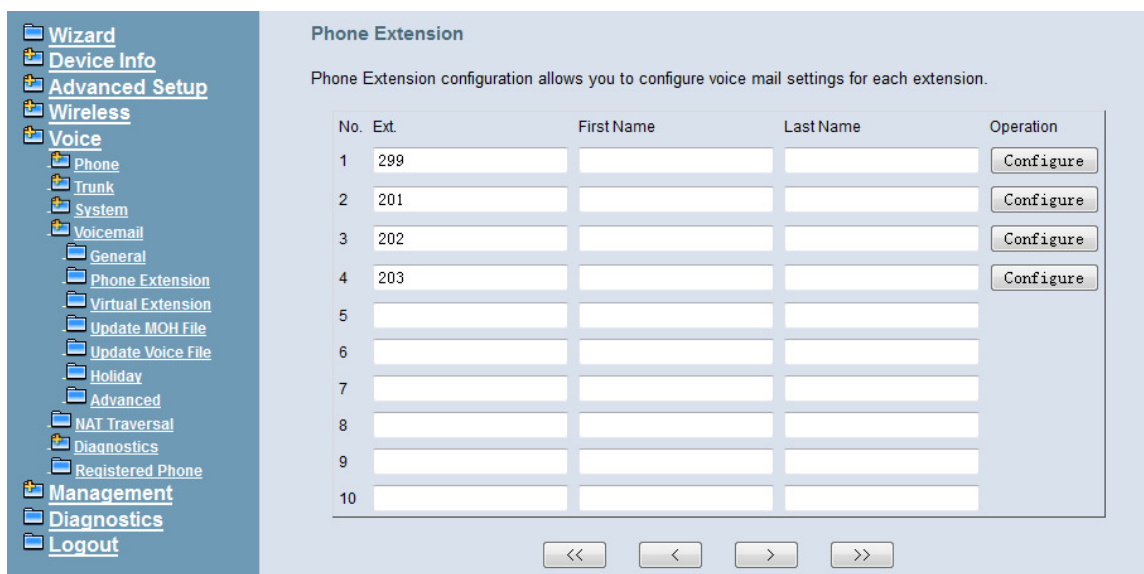 Wizard
Device Info
Advanced Setup
Wireless
Voice
Phone
Trunk
System
Voicemail
General
Phone Extension
Virtual Extension
Update MOH File
Update Voice File
Holiday
Advanced
NAT Traversal
Diagnostics
Registered Phone
Management
Diagnostics
Logout
Phone Extension
Phone Extension configuration allows you to configure voice mail settings for each extension.
No. Ext. First Name Last Name Operation
1 299 Configure
2 201 Configure
3 202 Configure
4 203 Configure
5
6
7
8
9
10
<< < > >>